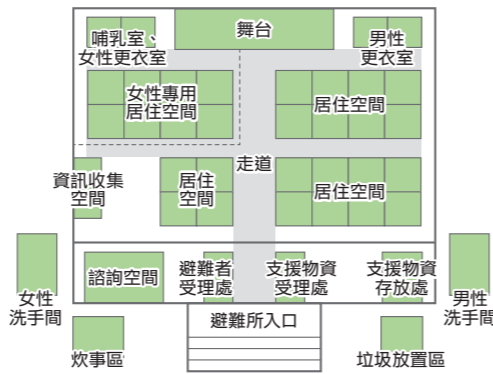 舞台
哺乳室、
女性更衣室
男性
更衣室
女性專用
居住空間
居住空間
走道
資訊收集
空間
居住
空間
居住空間
諮詢空間
避難者
受理處
支援物資
受理處
支援物資
存放處
女性
洗手間
男性
洗手間
避難所入口
炊事區
垃圾放置區